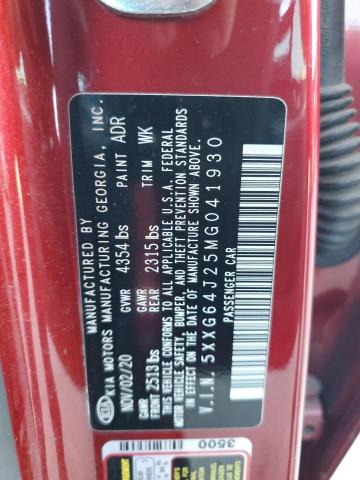 MANUFACTURED BY
KIA MOTORS MANUFACTURING GEORGIA, INC.
NOV/02/20 GVWR 4354 lbs PAINT ADR
GAWR FRONT 2513 lbs GAWR REAR 2315 lbs TRIM WK
THIS VEHICLE CONFORMS TO ALL APPLICABLE U.S.A. FEDERAL
MOTOR VEHICLE SAFETY, BUMPER, AND THEFT PREVENTION STANDARDS
IN EFFECT ON THE DATE OF MANUFACTURE SHOWN ABOVE.
V.I.N. 5XXG64J25MG041930
PASSENGER CAR
3500